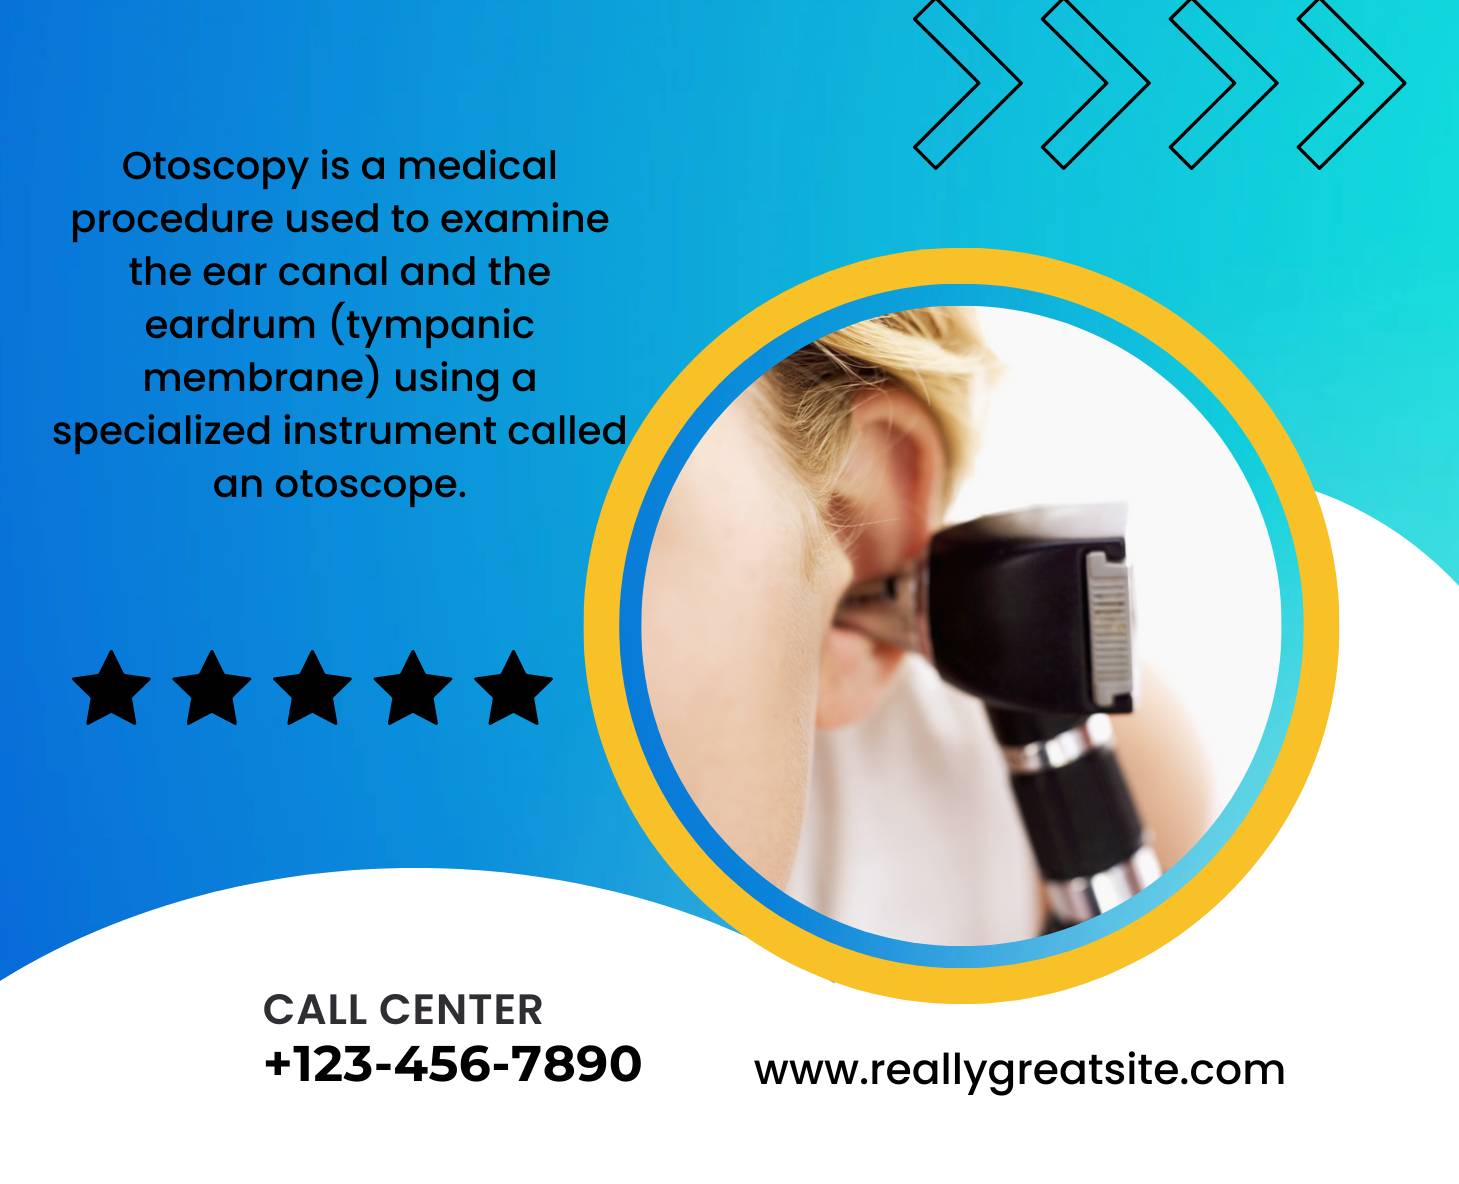 Otoscopy is a medical
procedure used to examine
the ear canal and the
eardrum (tympanic
membrane) using a
specialized instrument called
an otoscope.
CALL CENTER
+123-456-7890
www.reallygreatsite.com